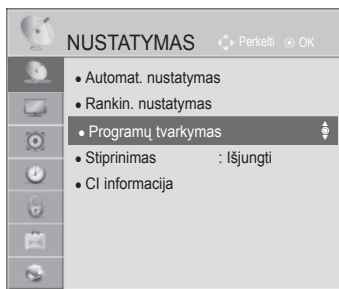 NUSTATYMAS Perkelti OK
● Automat. nustatymas
● Rankin. nustatymas
● Programų tvarkymas
● Stiprinimas : Išjungti
● CI informacija